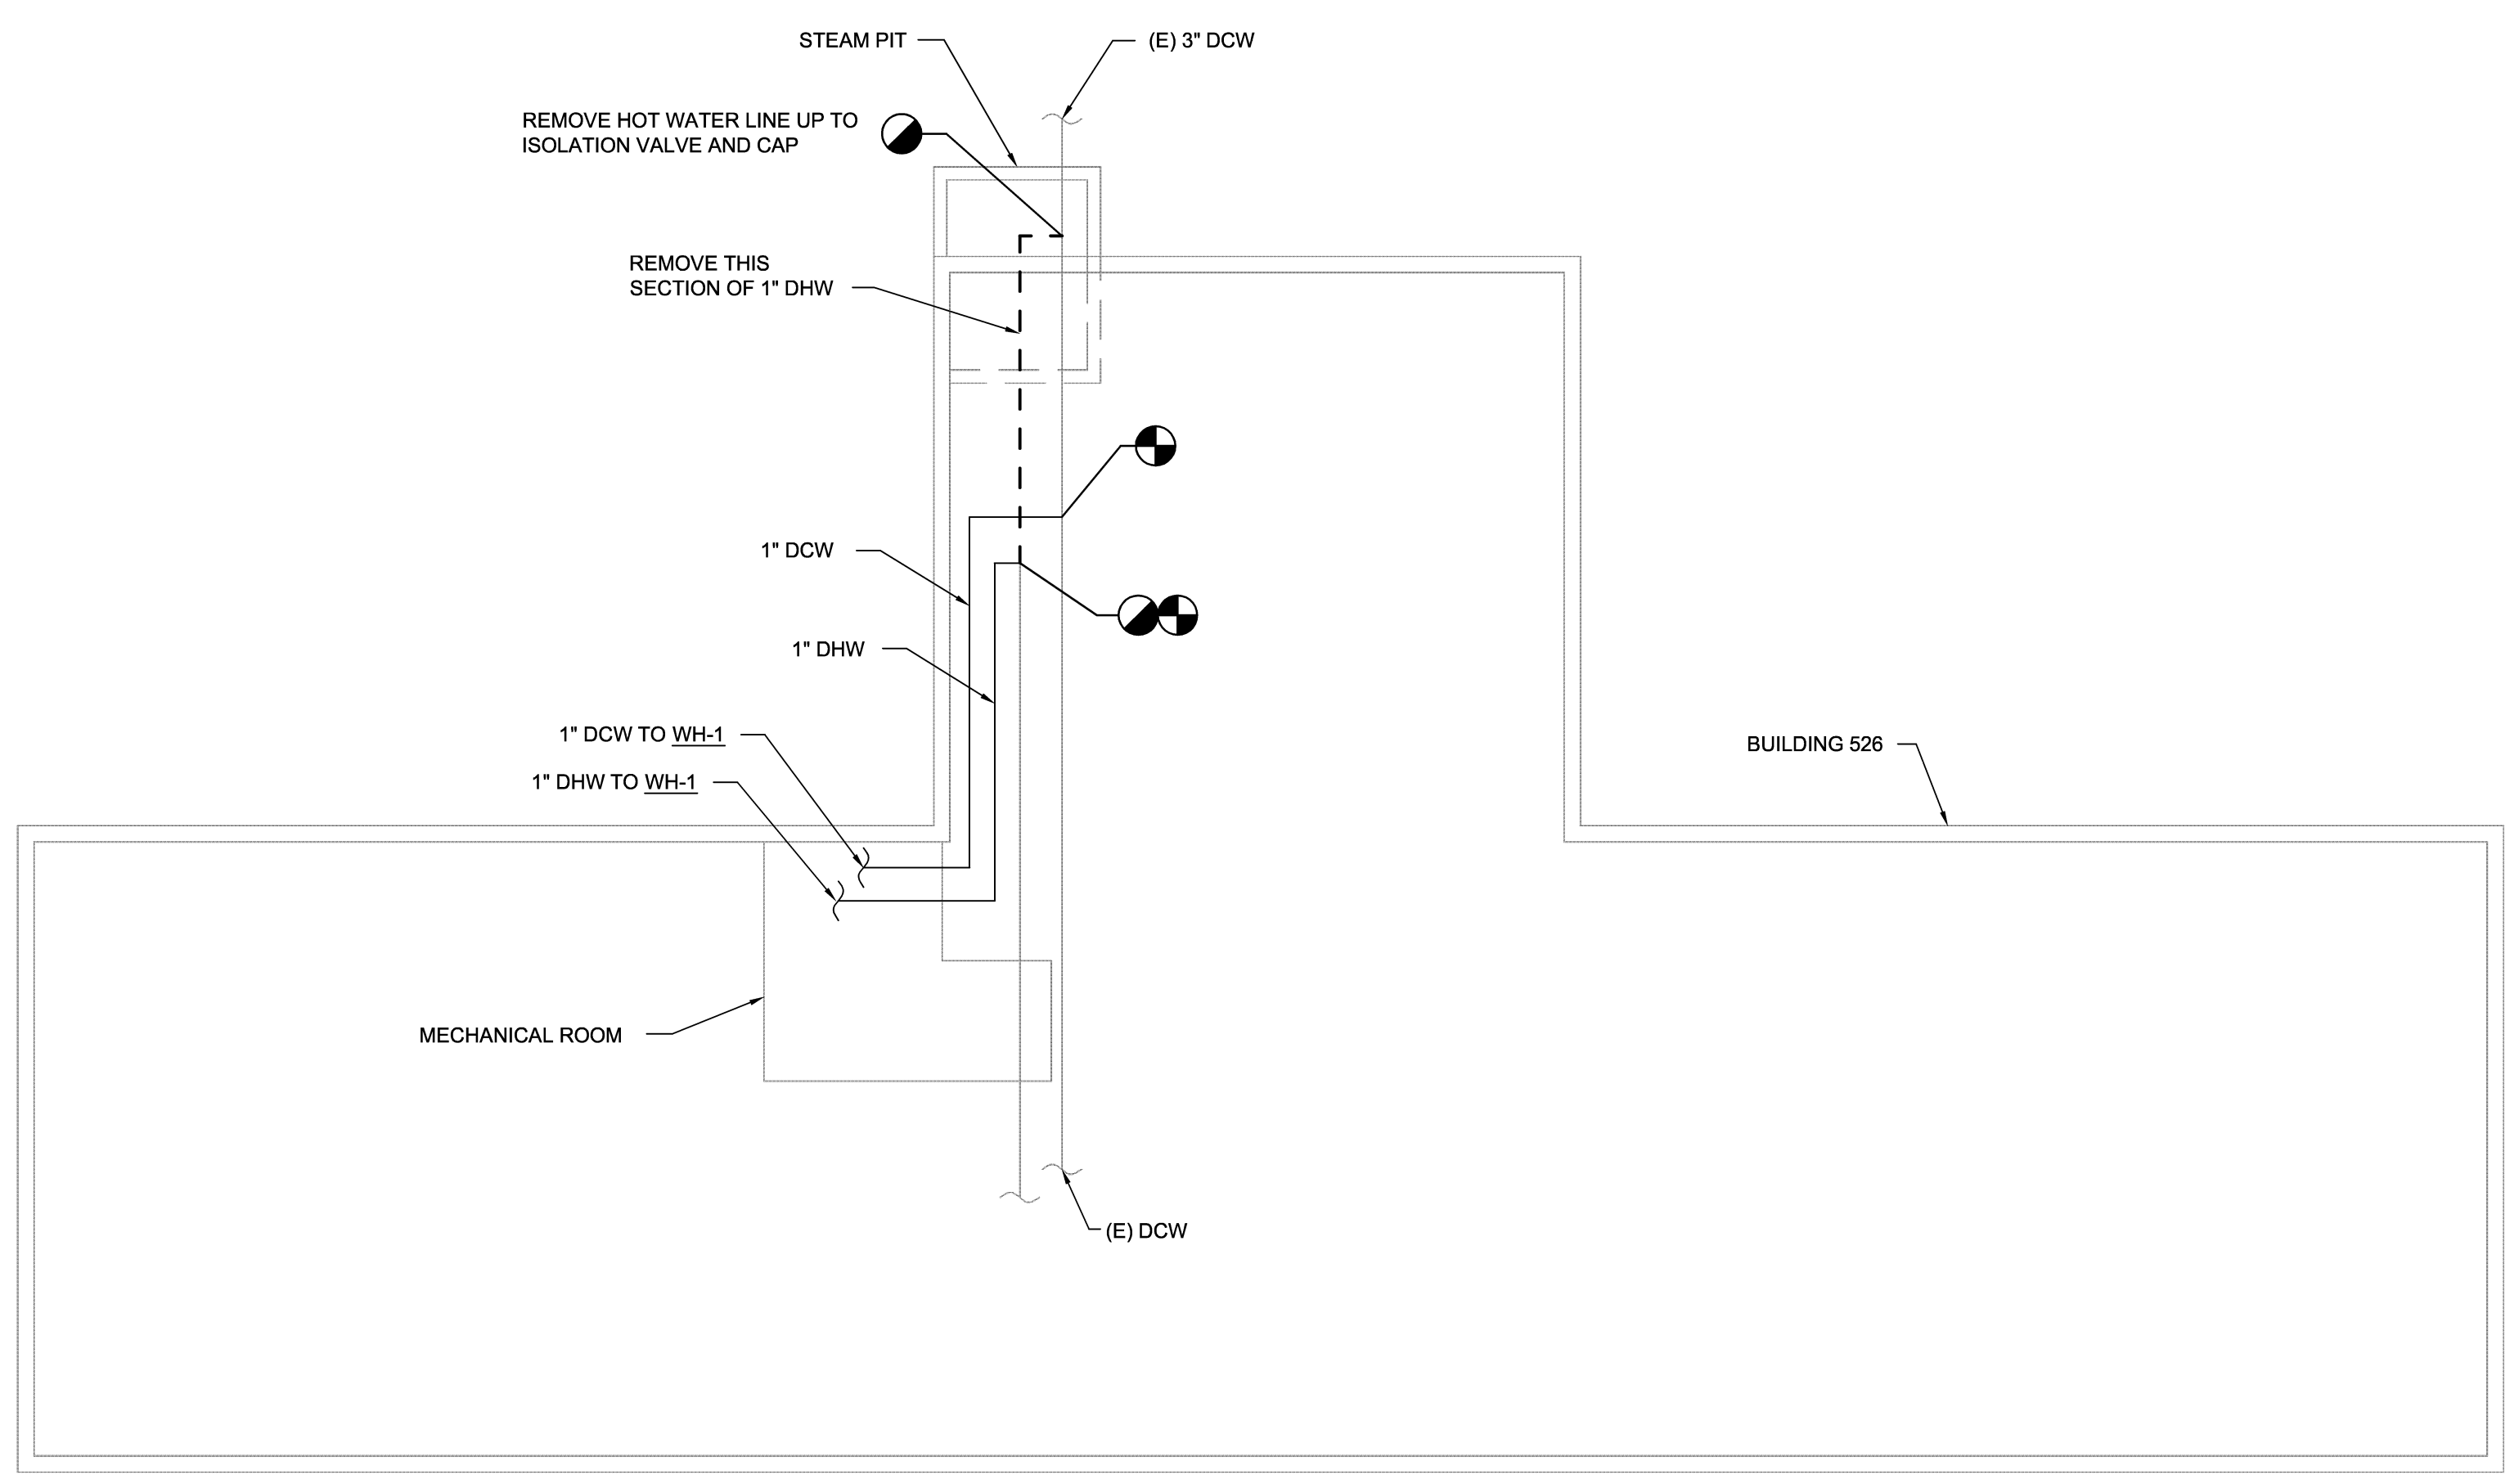 STEAM PIT
(E) 3" DCW
REMOVE HOT WATER LINE UP TO
ISOLATION VALVE AND CAP
REMOVE THIS
SECTION OF 1" DHW
1" DCW
1" DHW
1" DCW TO WH-1
1" DHW TO WH-1
BUILDING 526
MECHANICAL ROOM
(E) DCW